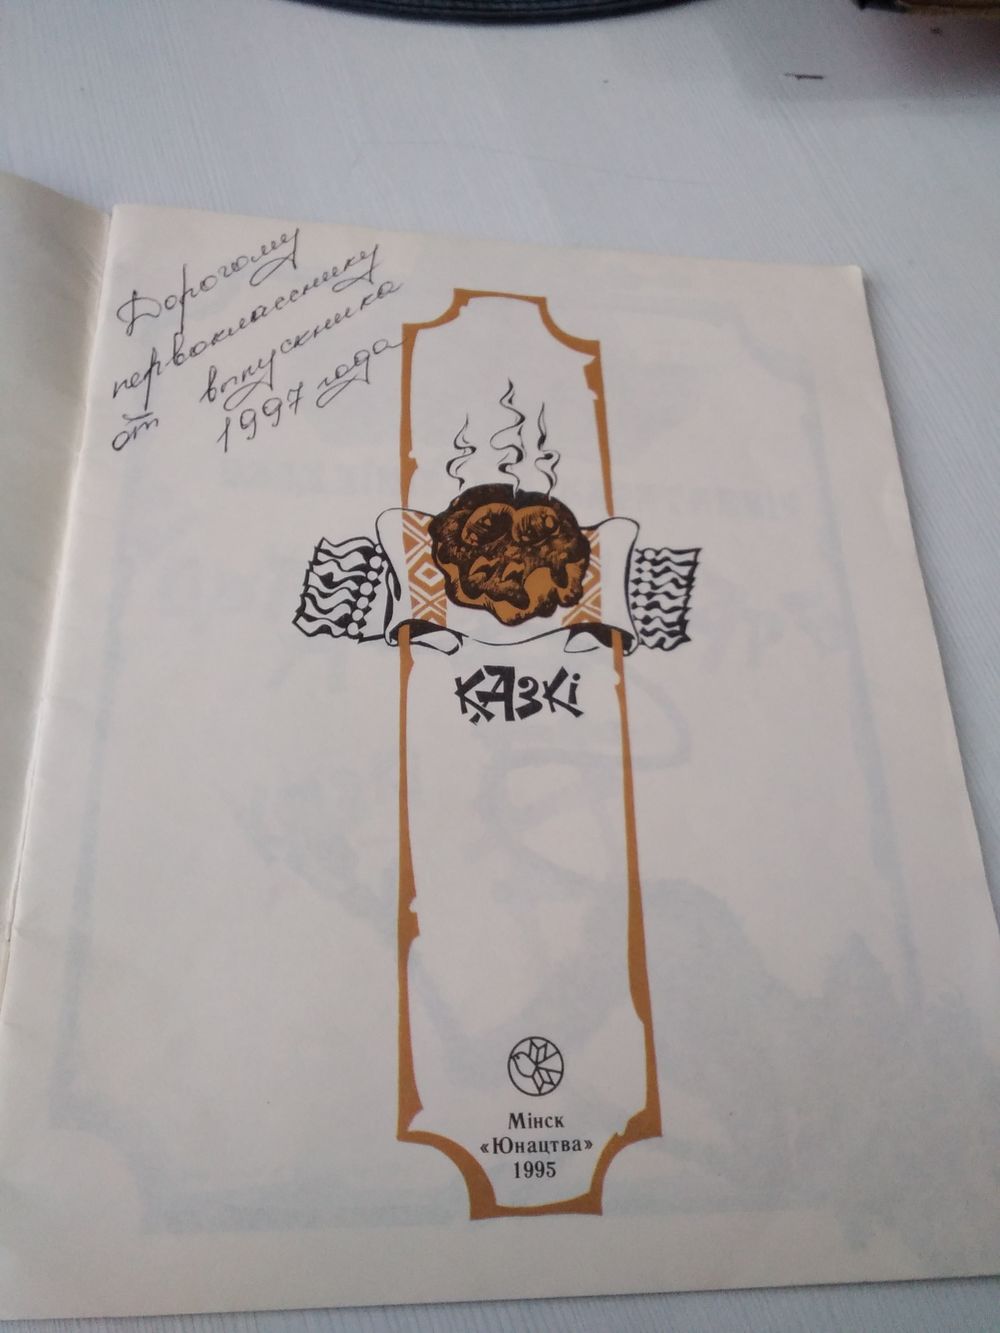 Дорогому
первокласснику
от выпускника
1997 года
КАЗКІ
Мінск
«Юнацтва»
1995